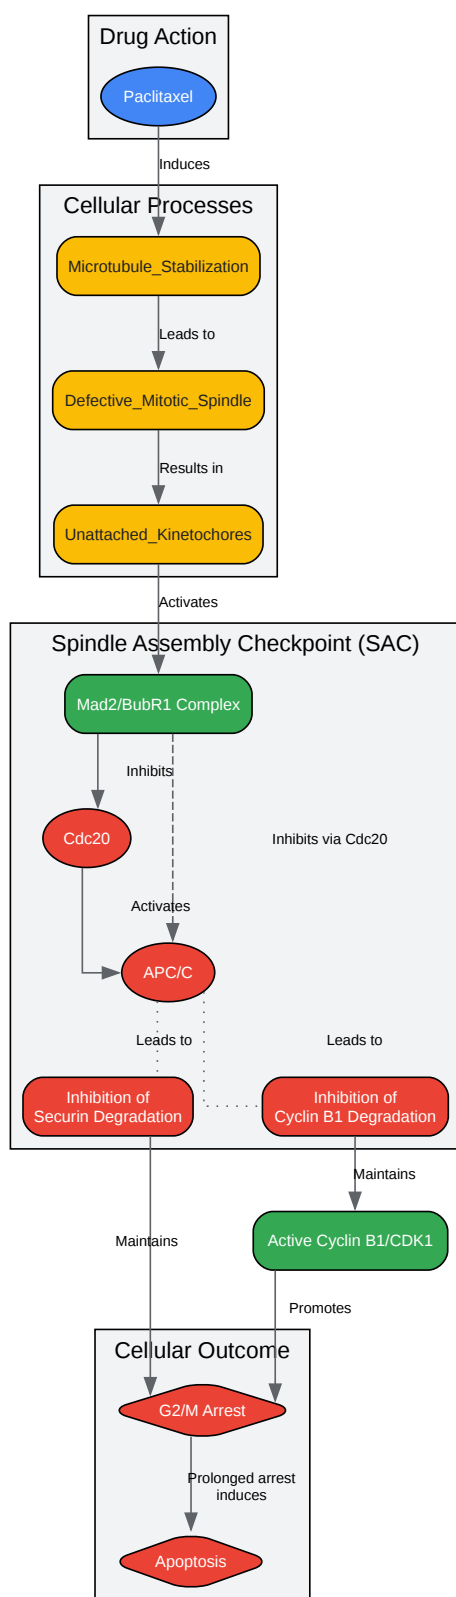 Drug Action
Paclitaxel
Induces
Cellular Processes
Microtubule_Stabilization
Leads to
Defective_Mitotic_Spindle
Results in
Unattached_Kinetochores
Activates
Spindle Assembly Checkpoint (SAC)
Mad2/BubR1 Complex
Inhibits
Cdc20
Inhibits via Cdc20
Activates
APC/C
Leads to
Leads to
Inhibition of
Securin Degradation
Inhibition of
Cyclin B1 Degradation
Maintains
Maintains
Active Cyclin B1/CDK1
Promotes
Cellular Outcome
G2/M Arrest
Prolonged arrest
induces
Apoptosis